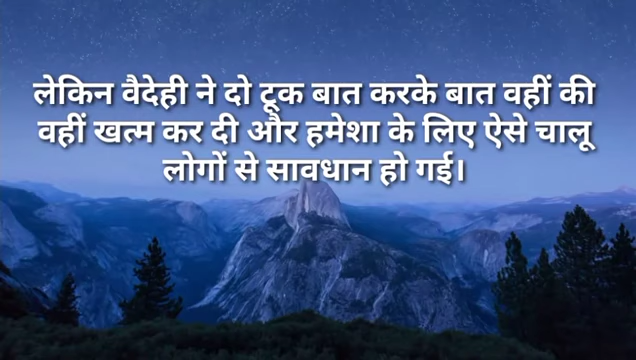 लेकिन वैदेही ने दो टूक बात करके बात वहीं की
वहीं खत्म कर दी और हमेशा के लिए ऐसे चालू
लोगों से सावधान हो गई।